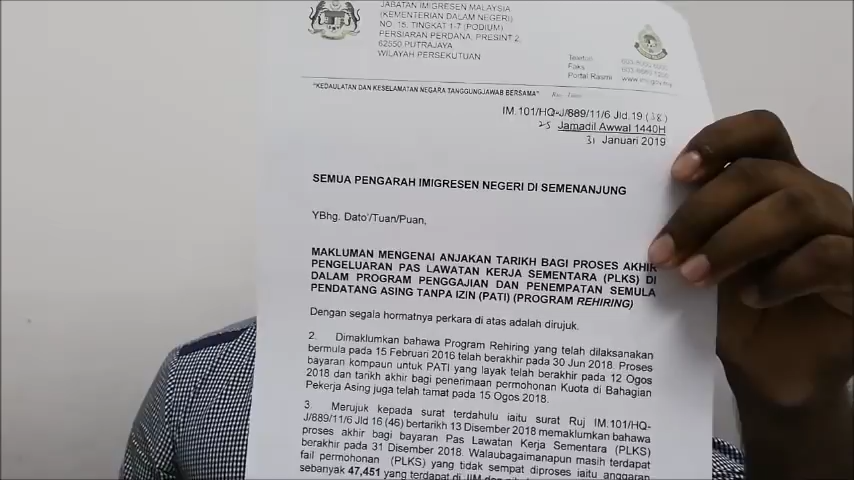 JABATAN IMIGRESEN MALAYSIA
(KEMENTERIAN DALAM NEGERI)
NO. 15, TINGKAT 1-7 (PODIUM)
PERSIARAN PERDANA, PRESINT 2,
62550 PUTRAJAYA
WILAYAH PERSEKUTUAN
Telefon
Faks
Portal Rasmi
"KEDAULATAN DAN KESELAMATAN NEGARA TANGGUNGJAWAB BERSAMA"
IM.101/HQ-J/889/11/6 Jld.19 (38)
25 Jamadil Awwal 1440H
31 Januari 2019
SEMUA PENGARAH IMIGRESEN NEGERI DI SEMENANJUNG
YBhg. Dato'/Tuan/Puan,
MAKLUMAN MENGENAI ANJAKAN TARIKH BAGI PROSES AKHIR
PENGELUARAN PAS LAWATAN KERJA SEMENTARA (PLKS) DI
DALAM PROGRAM PENGGAJIAN DAN PENEMPATAN SEMULA
PENDATANG ASING TANPA IZIN (PATI) (PROGRAM REHIRING)
Dengan segala hormatnya perkara di atas adalah dirujuk.
2. Dimaklumkan bahawa Program Rehiring yang telah dilaksanakan
bermula pada 15 Februari 2016 telah berakhir pada 30 Jun 2018. Proses
bayaran kompaun untuk PATI yang layak telah berakhir pada 12 Ogos
2018 dan tarikh akhir bagi penerimaan permohonan Kuota di Bahagian
Pekerja Asing juga telah tamat pada 15 Ogos 2018.
3. Merujuk kepada surat terdahulu iaitu surat Ruj IM.101/HQ-
J/889/11/6 Jld 16 (46) bertarikh 13 Disember 2018 memaklumkan bahawa
proses akhir bagi bayaran Pas Lawatan Kerja Sementara (PLKS)
berakhir pada 31 Disember 2018. Walaubagaimanapun masih terdapat
fail permohonan (PLKS) yang tidak sempat diproses iaitu anggaran
sebanyak 47,451 yang terdapat di JIM